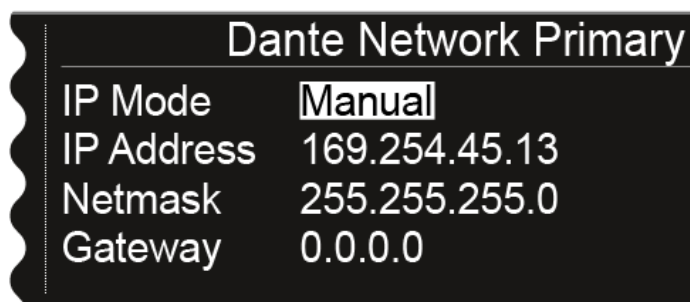 Dante Network Primary
IP Mode Manual
IP Address 169.254.45.13
Netmask 255.255.255.0
Gateway 0.0.0.0